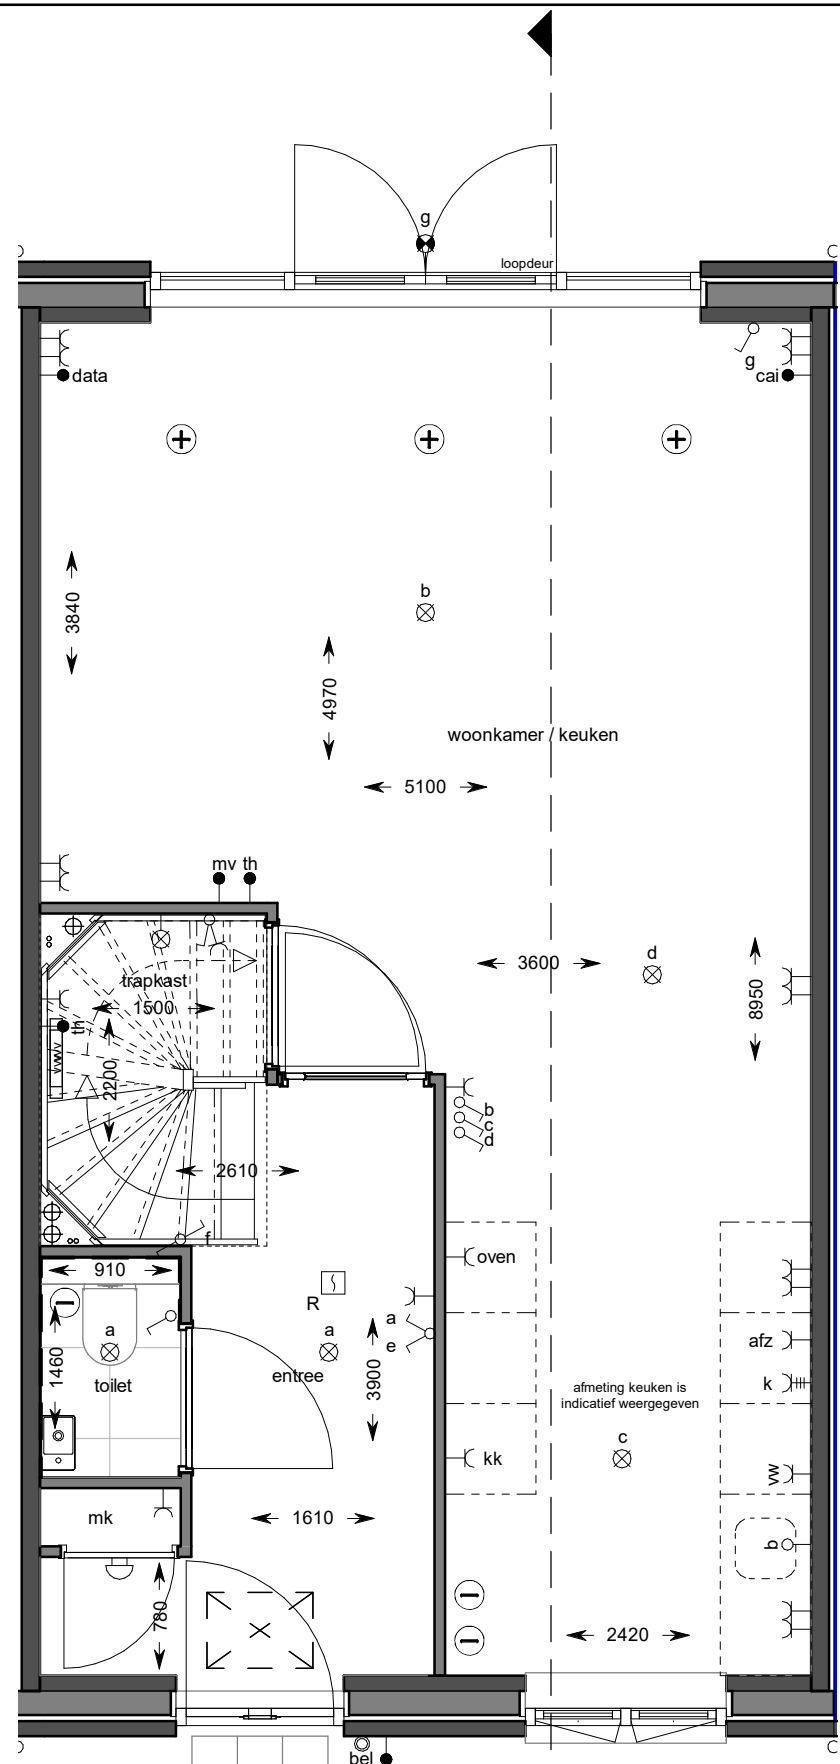 g
loopdeur
data
g
cai
b
3840
4970
woonkamer / keuken
5100
mv th
d
3600
8950
trapkast
1500
th
2200
b
c
d
2610
f
oven
910
R
a
a
a
e
afz
1460
toilet
entree
3900
k
afmeting keuken is
indicatief weergegeven
c
kk
vw
mk
1610
b
780
2420
bel